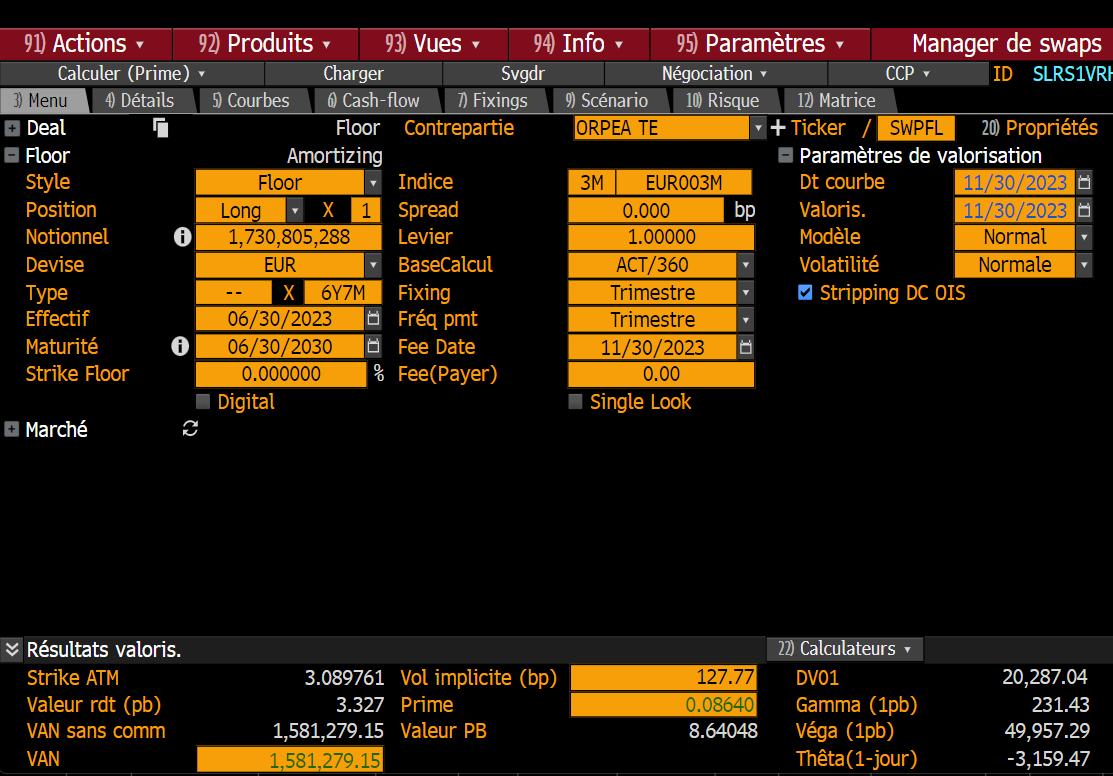 91) Actions 92) Produits 93) Vues 94) Info 95) Paramètres Manager de swaps
Calculer (Prime) Charger Svgdr Négociation CCP ID SLRS1VRH
3) Menu 4) Détails 5) Courbes 6) Cash-flow 7) Fixings 9) Scénario 10) Risque 12) Matrice
Deal Floor Contrepartie ORPEA TE Ticker / SWPFL 20) Propriétés
Floor Amortizing Paramètres de valorisation
Style Floor Indice 3M EUR003M Dt courbe 11/30/2023
Position Long X 1 Spread 0.000 bp Valoris. 11/30/2023
Notionnel 1,730,805,288 Levier 1.00000 Modèle Normal
Devise EUR BaseCalcul ACT/360 Volatilité Normale
Type -- X 6Y7M Fixing Trimestre Stripping DC OIS
Effectif 06/30/2023 Fréq pmt Trimestre
Maturité 06/30/2030 Fee Date 11/30/2023
Strike Floor 0.000000 % Fee(Payer) 0.00
Digital Single Look
Marché
Résultats valoris. 22) Calculateurs
Strike ATM 3.089761 Vol implicite (bp) 127.77 DV01 20,287.04
Valeur rdt (pb) 3.327 Prime 0.08640 Gamma (1pb) 231.43
VAN sans comm 1,581,279.15 Valeur PB 8.64048 Véga (1pb) 49,957.29
VAN 1,581,279.15 Thêta(1-jour) -3,159.47